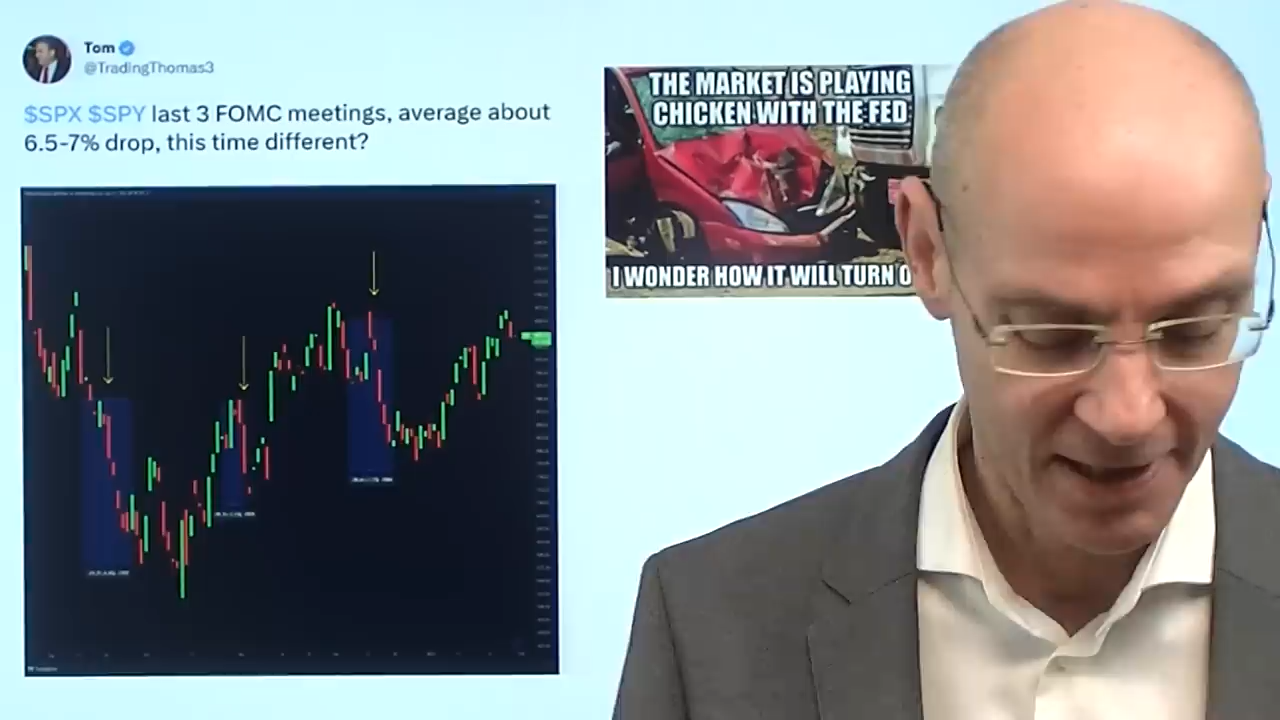 Tom
@TradingThomas3
$SPX $SPY last 3 FOMC meetings, average about
6.5-7% drop, this time different?
THE MARKET IS PLAYING
CHICKEN WITH THE FED
I WONDER HOW IT WILL TURN O